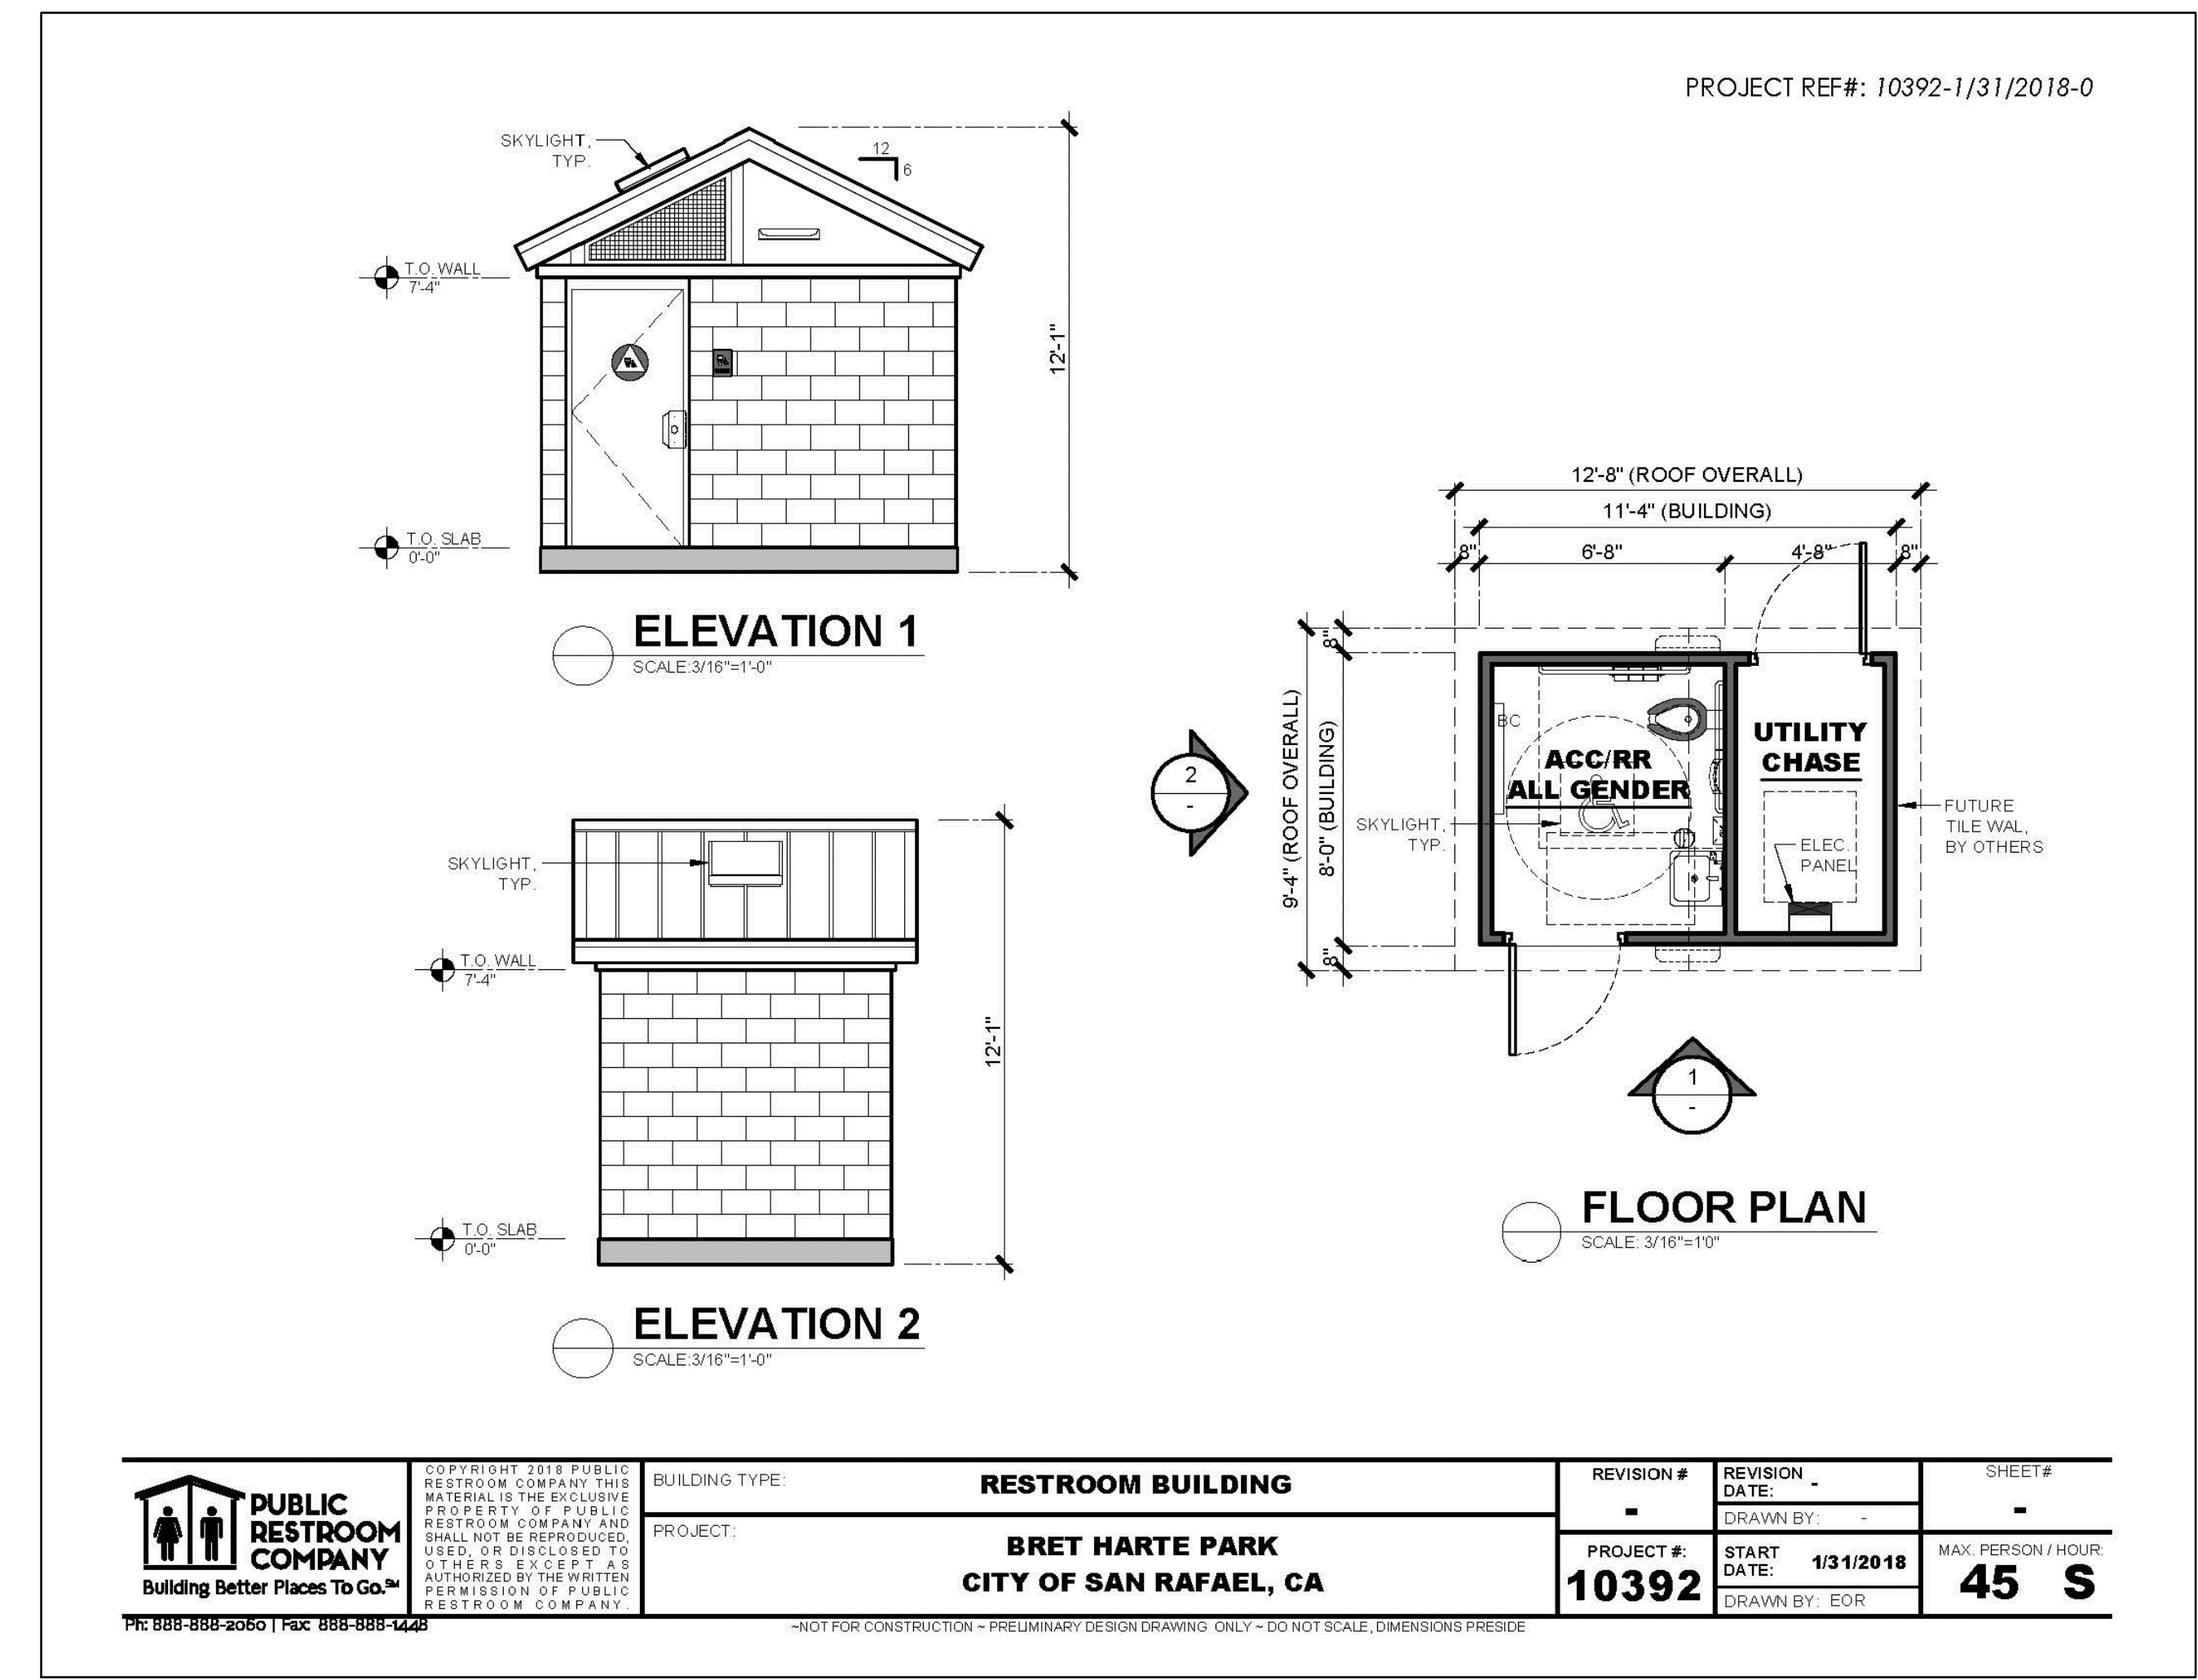 PROJECT REF#: 10392-1/31/2018-0
SKYLIGHT,
TYP.
12
6
T.O. WALL
7'-4"
12'-1"
T.O. SLAB
0'-0"
ELEVATION 1
SCALE:3/16"=1'-0"
SKYLIGHT,
TYP.
T.O. WALL
7'-4"
12'-1"
T.O. SLAB
0'-0"
ELEVATION 2
SCALE:3/16"=1'-0"
12'-8" (ROOF OVERALL)
11'-4" (BUILDING)
8"
6'-8"
4'-8"
8"
8"
9'-4" (ROOF OVERALL)
8'-0" (BUILDING)
8"
2
-
BC
ACC/RR
ALL GENDER
UTILITY
CHASE
SKYLIGHT,
TYP.
ELEC.
PANEL
FUTURE
TILE WAL,
BY OTHERS
1
-
FLOOR PLAN
SCALE: 3/16"=1'0"
PUBLIC
RESTROOM
COMPANY
Building Better Places To Go.℠
Ph: 888-888-2060 | Fax: 888-888-1448
COPYRIGHT 2018 PUBLIC
RESTROOM COMPANY THIS
MATERIAL IS THE EXCLUSIVE
PROPERTY OF PUBLIC
RESTROOM COMPANY AND
SHALL NOT BE REPRODUCED,
USED, OR DISCLOSED TO
OTHERS EXCEPT AS
AUTHORIZED BY THE WRITTEN
PERMISSION OF PUBLIC
RESTROOM COMPANY.
BUILDING TYPE:
RESTROOM BUILDING
PROJECT:
BRET HARTE PARK
CITY OF SAN RAFAEL, CA
REVISION #
-
PROJECT #:
10392
REVISION
DATE: -
DRAWN BY: -
START
DATE: 1/31/2018
DRAWN BY: EOR
SHEET#
-
MAX. PERSON / HOUR:
45 S
~NOT FOR CONSTRUCTION ~ PRELIMINARY DESIGN DRAWING ONLY ~ DO NOT SCALE, DIMENSIONS PRESIDE